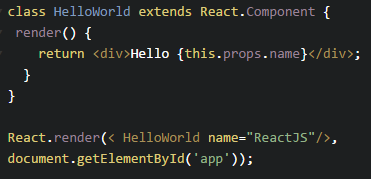 class HelloWorld extends React.Component {
render() {
return <div>Hello {this.props.name}</div>;
}
}
React.render(< HelloWorld name="ReactJS"/>,
document.getElementById('app'));